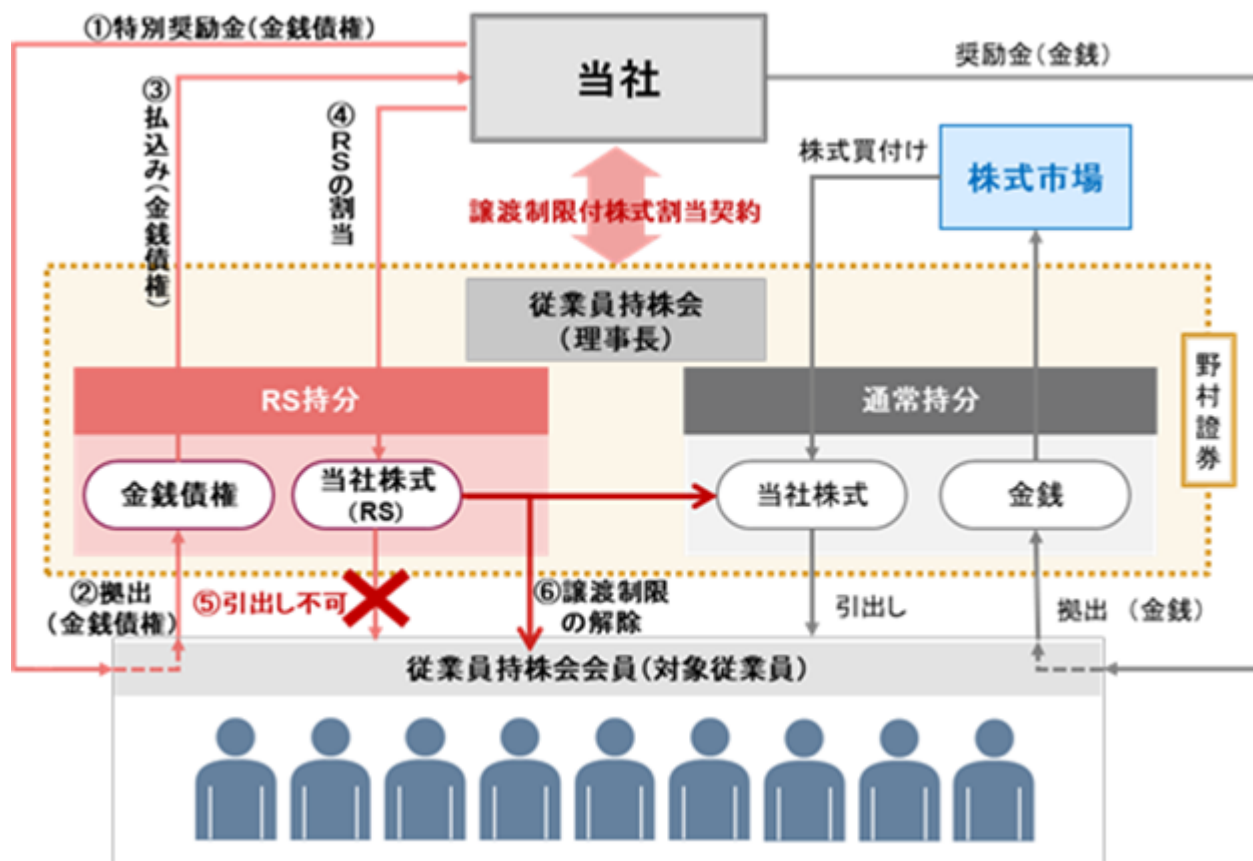 ①特別奨励金(金銭債権)
当社
奨励金(金銭)
③払込み(金銭債権)
④RSの割当
株式買付け
株式市場
譲渡制限付株式割当契約
従業員持株会
(理事長)
野村證券
RS持分
通常持分
金銭債権
当社株式
(RS)
当社株式
金銭
②拠出
(金銭債権)
⑤引出し不可
⑥譲渡制限
の解除
引出し
拠出 (金銭)
従業員持株会会員(対象従業員)